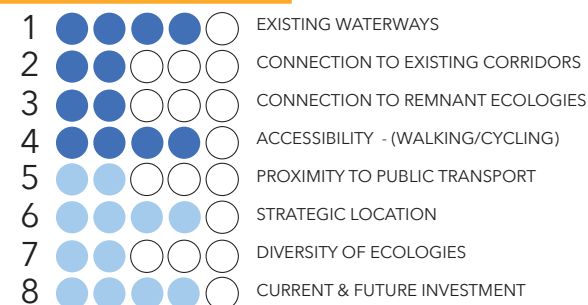 1 EXISTING WATERWAYS
2 CONNECTION TO EXISTING CORRIDORS
3 CONNECTION TO REMNANT ECOLOGIES
4 ACCESSIBILITY - (WALKING/CYCLING)
5 PROXIMITY TO PUBLIC TRANSPORT
6 STRATEGIC LOCATION
7 DIVERSITY OF ECOLOGIES
8 CURRENT & FUTURE INVESTMENT